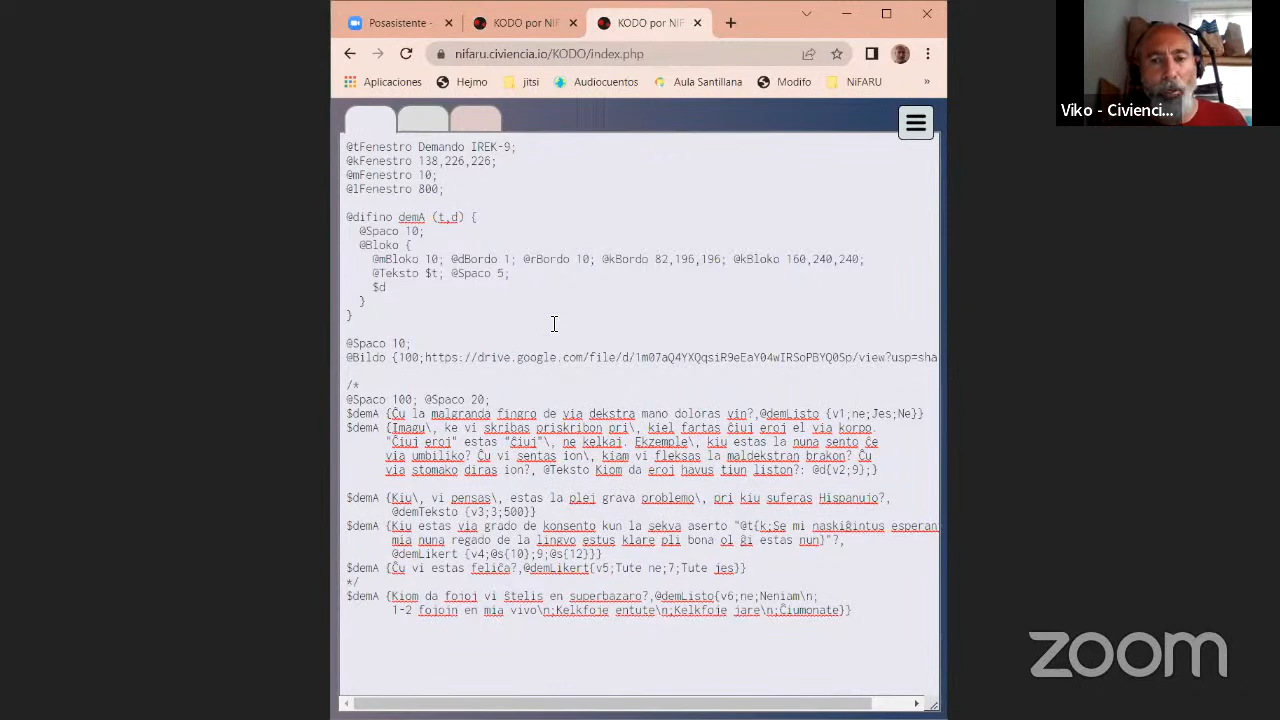 Posasistente -
KODO por NIF
KODO por NIF
nifaru.civiencia.io/KODO/index.php
Aplicaciones
Hejmo
jitsi
Audiocuentos
Aula Santillana
Modifo
NiFARU
»
@tFenestro Demando IREK-9;
@kFenestro 138,226,226;
@mFenestro 10;
@lFenestro 800;
@difino demA (t,d) {
@Spaco 10;
@Bloko {
@mBloko 10; @dBordo 1; @rBordo 10; @kBordo 82,196,196; @kBloko 160,240,240;
@Teksto $t; @Spaco 5;
$d
}
}
@Spaco 10;
@Bildo {100;https://drive.google.com/file/d/1m07aQ4YXQqsiR9eEaY04wIRSoPBYQ0Sp/view?usp=sha
/*
@Spaco 100; @Spaco 20;
$demA {Ĉu la malgranda fingro de via dekstra mano doloras vin?,@demListo {v1;ne;Jes;Ne}}
$demA {Imagu\, ke vi skribas priskribon pri\, kiel fartas ĉiuj eroj el via korpo.
"Ĉiuj eroj" estas "ĉiuj"\, ne kelkaj. Ekzemple\, kiu estas la nuna sento ĉe
via umbiliko? Ĉu vi sentas ion\, kiam vi fleksas la maldekstran brakon? Ĉu
via stomako diras ion?, @Teksto Kiom da eroj havus tiun liston?: @d{v2;9};}
$demA {Kiu\, vi pensas\, estas la plej grava problemo\, pri kiu suferas Hispanujo?,
@demTeksto {v3;3;500}}
$demA {Kiu estas via grado de konsento kun la sekva aserto "@t{k;Se mi naskiĝintus esperan
mia nuna regado de la lingvo estus klare pli bona ol ĝi estas nun}"?,
@demLikert {v4;@s{10};9;@s{12}}}
$demA {Ĉu vi estas feliĉa?,@demLikert{v5;Tute ne;7;Tute jes}}
*/
$demA {Kiom da fojoj vi ŝtelis en superbazaro?,@demListo{v6;ne;Neniam\n;
1-2 fojojn en mia vivo\n;Kelkfoje entute\n;Kelkfoje jare\n;Ĉiumonate}}
Viko - Civienci...
zoom